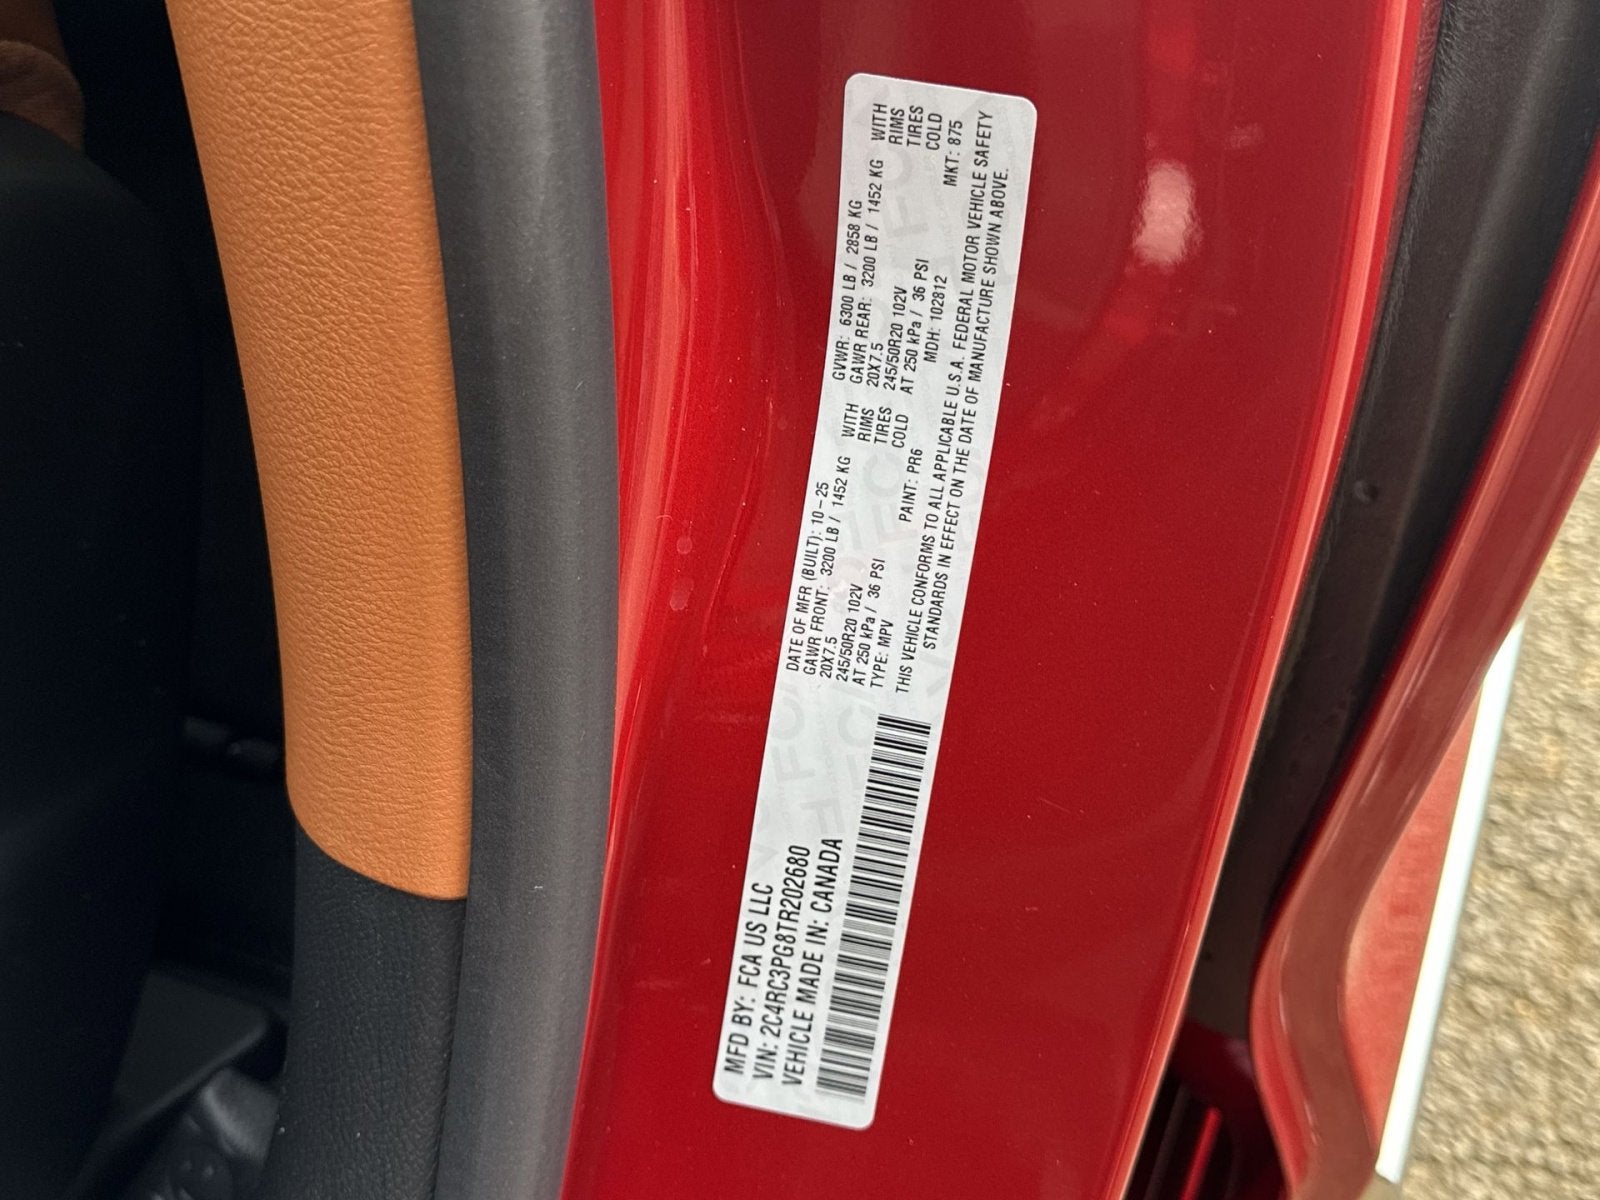 MFD BY: FCA US LLC
VIN: 2C4RC3PG8TR202680
VEHICLE MADE IN: CANADA
DATE OF MFR (BUILT): 10-25 GVWR: 6300 LB / 2858 KG
GAWR FRONT: 3200 LB / 1452 KG WITH GAWR REAR: 3200 LB / 1452 KG WITH
20X7.5 RIMS 20X7.5 RIMS
245/50R20 102V TIRES 245/50R20 102V TIRES
AT 250 kPa / 36 PSI COLD AT 250 kPa / 36 PSI COLD
TYPE: MPV PAINT: PR6 MDH: 102812 MKT: 875
THIS VEHICLE CONFORMS TO ALL APPLICABLE U.S.A. FEDERAL MOTOR VEHICLE SAFETY
STANDARDS IN EFFECT ON THE DATE OF MANUFACTURE SHOWN ABOVE.